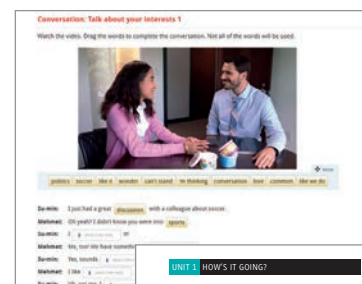 Conversation: Talk about your interests 1
Watch the video. Drag the words to complete the conversation. Not all of the words will be used.
MOVE
politics soccer like it wonder can't stand I'm thinking conversation love common like we do
Su-min: I just had a great discussion with a colleague about soccer.
Mehmet: Oh yeah? I didn't know you were into sports.
Su-min: I it!
Mehmet: Me, too! We have someth
Su-min: Yes, sounds
Mehmet: I like
UNIT 1 HOW'S IT GOING?